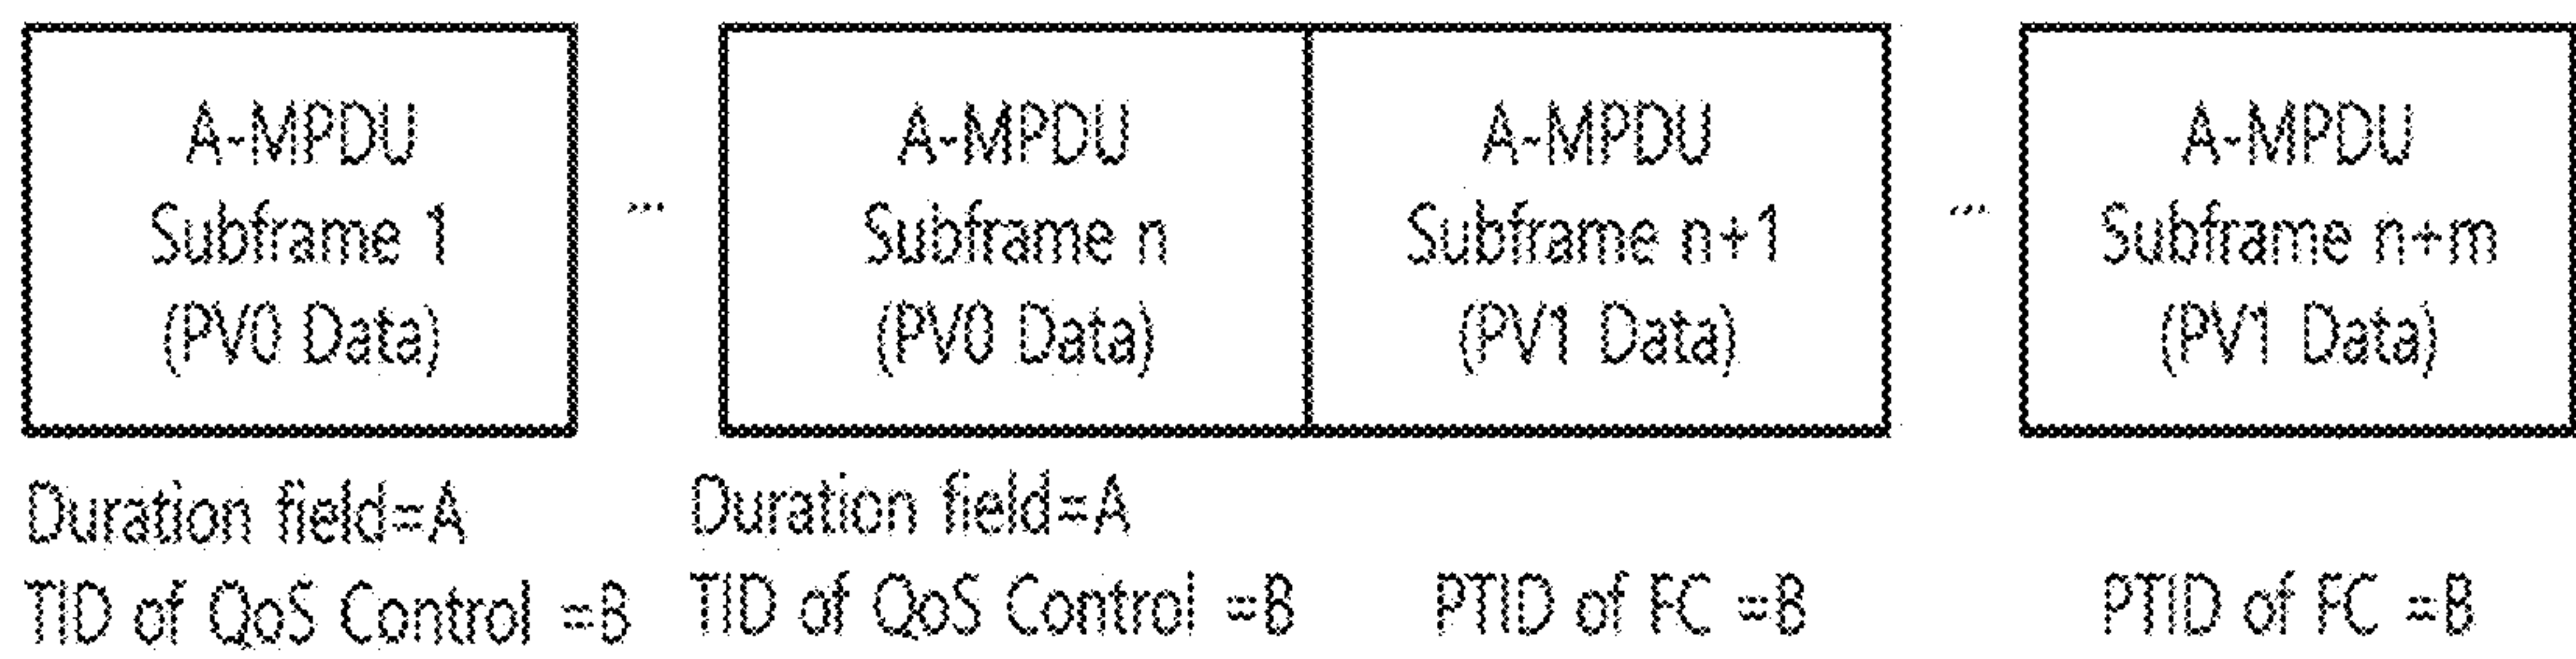 A-MPDU
Subframe 1
(PV0 Data)
...
A-MPDU
Subframe n
(PV0 Data)
A-MPDU
Subframe n+1
(PV1 Data)
...
A-MPDU
Subframe n+m
(PV1 Data)
Duration field=A
TID of QoS Control =B
Duration field=A
TID of QoS Control =B
PTID of FC =B
PTID of FC =B